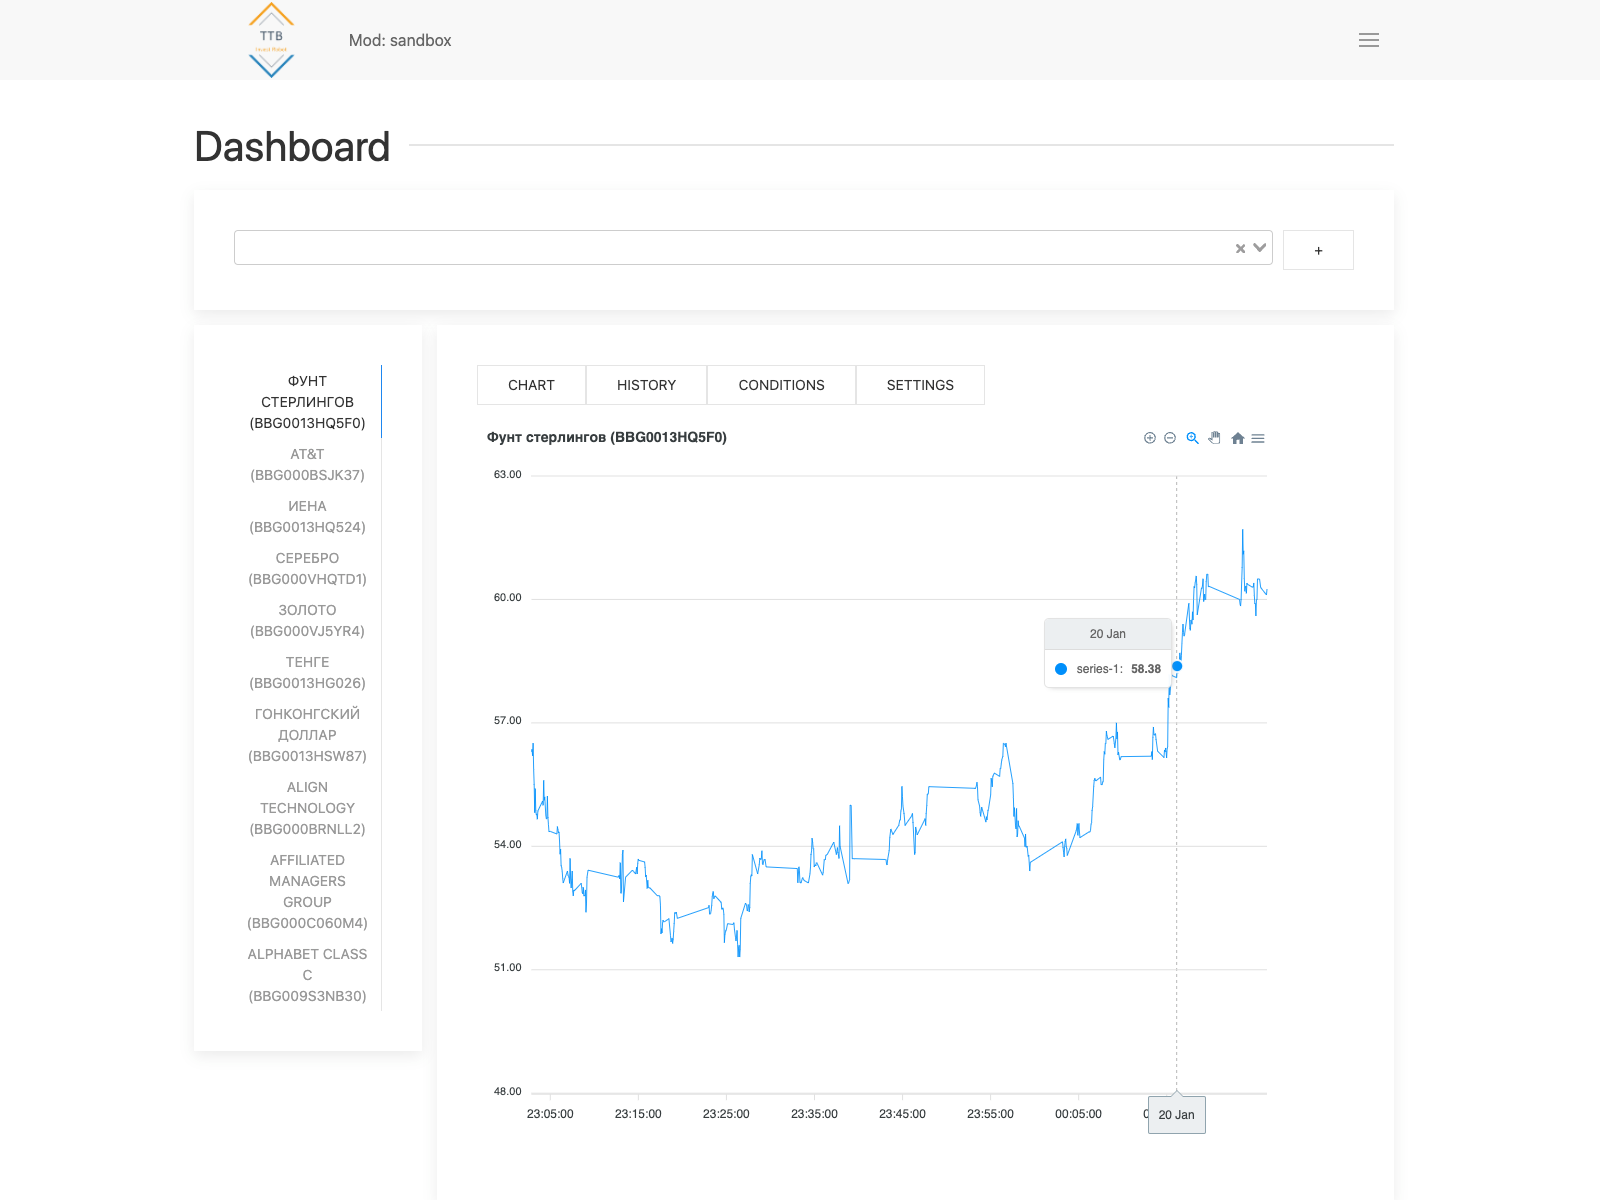 TTB
Mod: sandbox
Dashboard
+
ФУНТ
СТЕРЛИНГОВ
(BBG0013HQ5F0)
AT&T
(BBG000BSJK37)
ИЕНА
(BBG0013HQ524)
СЕРЕБРО
(BBG000VHQTD1)
ЗОЛОТО
(BBG000VJ5YR4)
ТЕНГЕ
(BBG0013HG026)
ГОНКОНГСКИЙ
ДОЛЛАР
(BBG0013HSW87)
ALIGN
TECHNOLOGY
(BBG000BRNLL2)
AFFILIATED
MANAGERS
GROUP
(BBG000C060M4)
ALPHABET CLASS
C
(BBG009S3NB30)
CHART HISTORY CONDITIONS SETTINGS
Фунт стерлингов (BBG0013HQ5F0)
63.00
60.00
57.00
54.00
51.00
48.00
20 Jan
series-1: 58.38
23:05:00 23:15:00 23:25:00 23:35:00 23:45:00 23:55:00 00:05:00
20 Jan